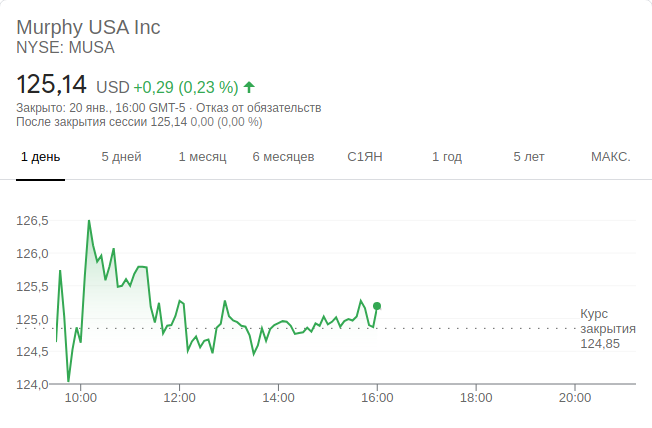 Murphy USA Inc
NYSE: MUSA
125,14 USD +0,29 (0,23 %)
Закрыто: 20 янв., 16:00 GMT-5 · Отказ от обязательств
После закрытия сессии 125,14 0,00 (0,00 %)
1 день 5 дней 1 месяц 6 месяцев С1ЯН 1 год 5 лет МАКС.
126,5
126,0
125,5
125,0
124,5
124,0
Курс
закрытия
124,85
10:00 12:00 14:00 16:00 18:00 20:00